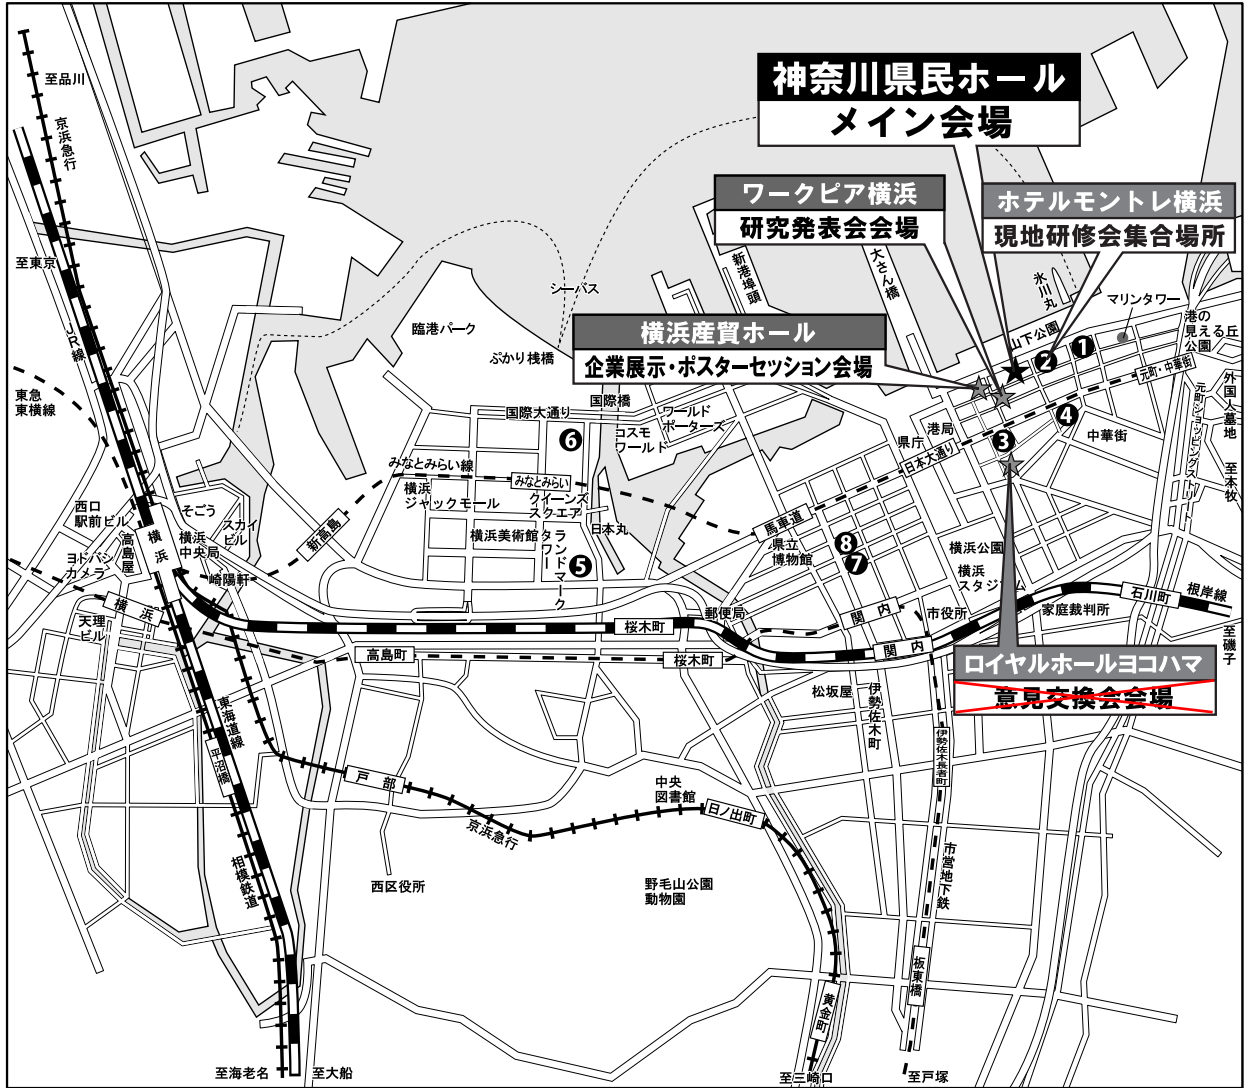 至品川
京浜急行
至東京
JR線
東急
東横線
神奈川県民ホール
メイン会場
ワークピア横浜
研究発表会会場
ホテルモントレ横浜
現地研修会集合場所
横浜産貿ホール
企業展示・ポスターセッション会場
新港埠頭
大さん橋
氷川丸
マリンタワー
港の
見える丘
公園
山下公園
シーバス
臨港パーク
ぷかり桟橋
国際橋
国際大通り
ワールド
ポーターズ
コスモ
ワールド
❶
❷
❸
❹
❺
❻
❼
❽
元町・中華街
外国人墓地
元町ショッピングストリート
至本牧
中華街
港局
県庁
日本大通り
みなとみらい線
みなとみらい
横浜
ジャックモール
クイーンズ
スクエア
横浜美術館
ランドマーク
タワー
日本丸
馬車道
県立
博物館
横浜公園
横浜
スタジアム
西口
駅前ビル
そごう
スカイ
ビル
新高島
高島屋
横浜
横浜
中央局
ヨドバシ
カメラ
崎陽軒
横浜
天理
ビル
郵便局
桜木町
高島町
桜木町
関内
関内
市役所
家庭裁判所
石川町
根岸線
至磯子
ロイヤルホールヨコハマ
意見交換会会場
松坂屋
伊勢佐木町
伊勢佐木長者町
東海道線
平沼橋
戸部
京浜急行
中央
図書館
日ノ出町
相模鉄道
西区役所
野毛山公園
動物園
市営地下鉄
板東橋
黄金町
至海老名
至大船
至三崎口
至戸塚